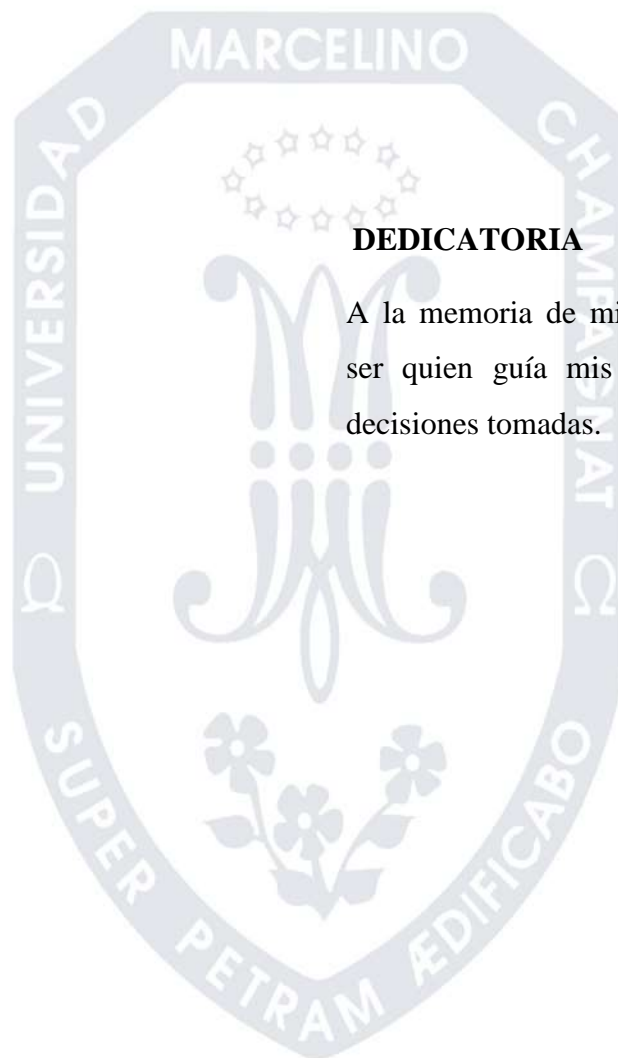 MARCELINO
UNIVERSIDAD
CHAMPAGNAT
DEDICATORIA
A la memoria de mi
ser quien guía mis
decisiones tomadas.
Ω Ω
SUPER PETRAM ÆDIFICABO